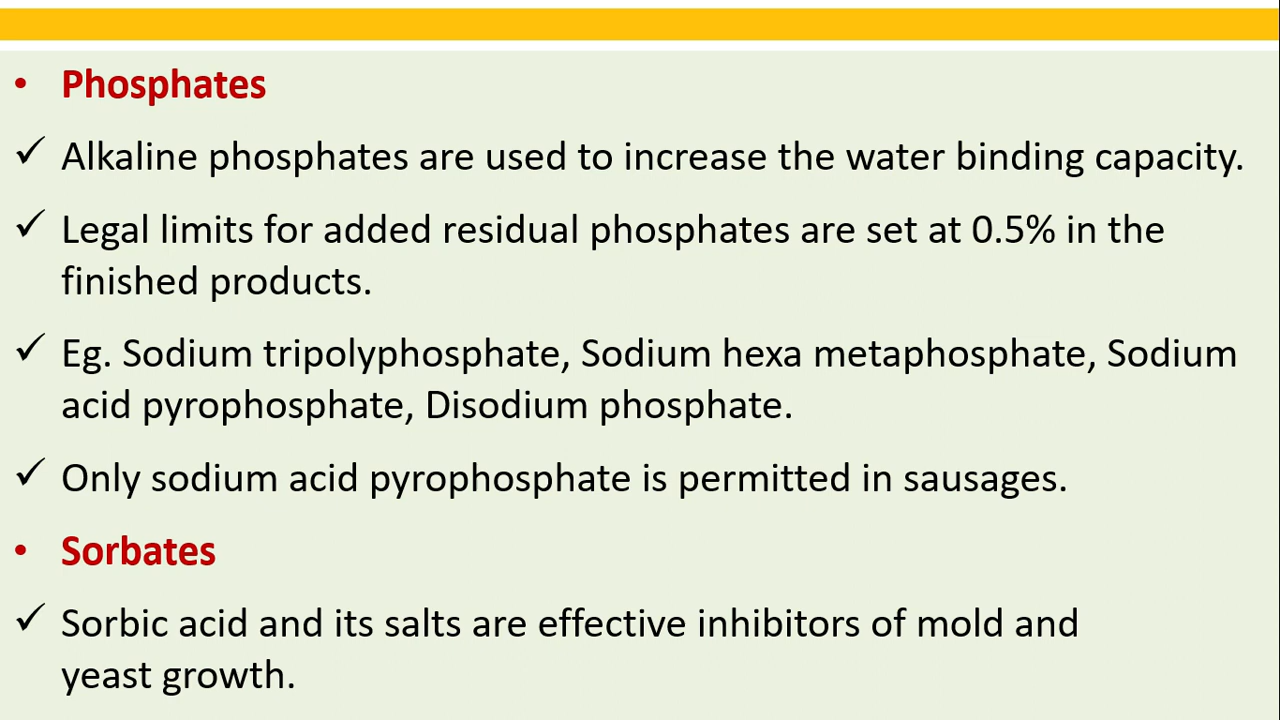 • Phosphates
✓ Alkaline phosphates are used to increase the water binding capacity.
✓ Legal limits for added residual phosphates are set at 0.5% in the
finished products.
✓ Eg. Sodium tripolyphosphate, Sodium hexa metaphosphate, Sodium
acid pyrophosphate, Disodium phosphate.
✓ Only sodium acid pyrophosphate is permitted in sausages.
• Sorbates
✓ Sorbic acid and its salts are effective inhibitors of mold and
yeast growth.